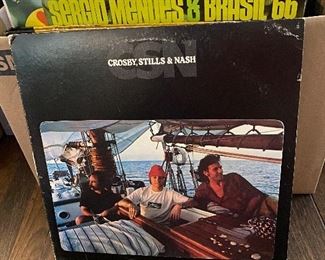 SERGIO MENDES & BRASIL '66
CSN
CROSBY, STILLS & NASH